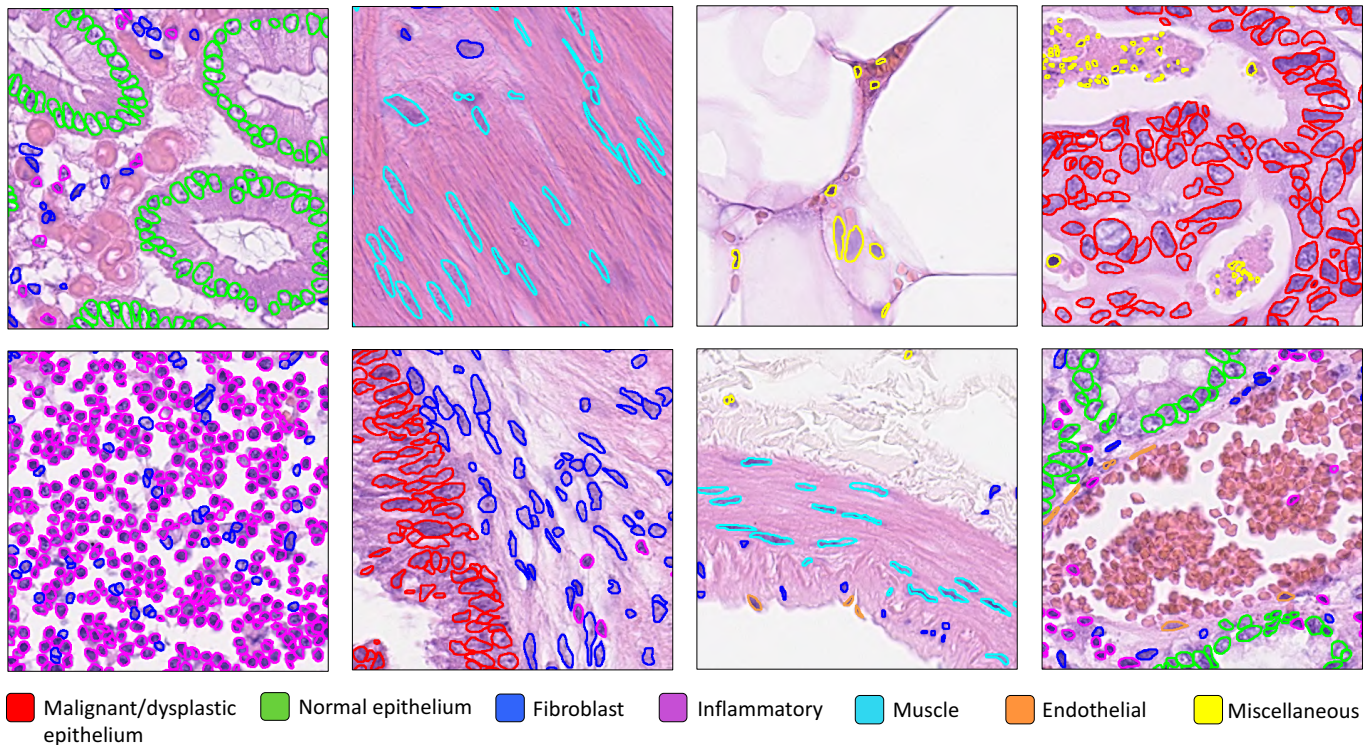 Malignant/dysplastic
epithelium
Normal epithelium
Fibroblast
Inflammatory
Muscle
Endothelial
Miscellaneous